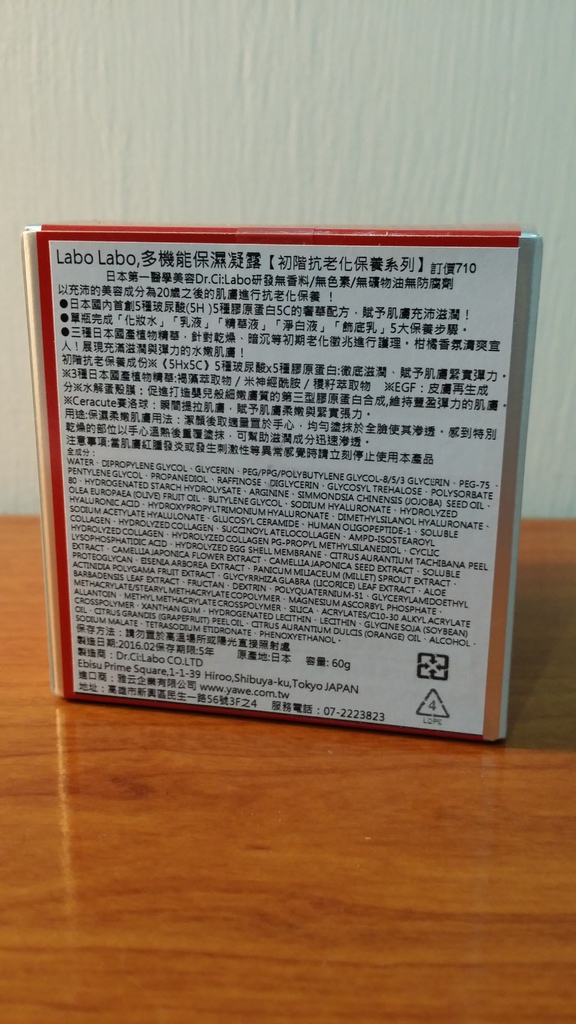 Labo Labo,多機能保濕凝露【初階抗老化保養系列】訂價710
日本第一醫學美容Dr.Ci:Labo研發無香料/無色素/無礦物油無防腐劑
以充沛的美容成分為20歲之後的肌膚進行抗老化保養！
●日本國內首創5種玻尿酸(5H )5種膠原蛋白5C的奢華配方，賦予肌膚充沛滋潤！
●單瓶完成「化妝水」「乳液」「精華液」「淨白液」「飾底乳」5大保養步驟。
●三種日本國產植物精華，針對乾燥、暗沉等初期老化徵兆進行護理。柑橘香氛清爽宜
人！展現充滿滋潤與彈力的水嫩肌膚！
初階抗老保養成份※《5Hx5C》5種玻尿酸x5種膠原蛋白:徹底滋潤、賦予肌膚緊實彈力。
※3種日本國產植物精華:褐藻萃取物／米神經酰胺／稷籽萃取物 ※EGF：皮膚再生成
分※水解蛋殼膜：促進打造嬰兒般細嫩膚質的第三型膠原蛋白合成,維持豐盈彈力的肌膚。
※Ceracute賽洛球：瞬間提拉肌膚，賦予肌膚柔嫩與緊實張力。
用途:保濕柔嫩肌膚用法：潔顏後取適量置於手心，均勻塗抹於全臉使其滲透。感到特別
乾燥的部位以手心溫熱後重覆塗抹，可幫助滋潤成分迅速滲透。
注意事項:當肌膚紅腫發炎或發生刺激性等異常感覺時請立刻停止使用本產品
全成分：
WATER、DIPROPYLENE GLYCOL、GLYCERIN、PEG/PPG/POLYBUTYLENE GLYCOL-8/5/3 GLYCERIN、PEG-75、
PENTYLENE GLYCOL、PROPANEDIOL、RAFFINOSE、DIGLYCERIN、GLYCOSYL TREHALOSE、POLYSORBATE
80、HYDROGENATED STARCH HYDROLYSATE、ARGININE、SIMMONDSIA CHINENSIS (JOJOBA) SEED OIL、
OLEA EUROPAEA (OLIVE) FRUIT OIL、BUTYLENE GLYCOL、SODIUM HYALURONATE、HYDROLYZED
HYALURONIC ACID、HYDROXYPROPYLTRIMONIUM HYALURONATE、DIMETHYLSILANOL HYALURONATE、
SODIUM ACETYLATE HYALULONATE、GLUCOSYL CERAMIDE、HUMAN OLIGOPEPTIDE-1、SOLUBLE
COLLAGEN、HYDROLYZED COLLAGEN、SUCCINOYL ATELOCOLLAGEN、AMPD-ISOSTEAROYL
HYDROLYZED COLLAGEN、HYDROLYZED COLLAGEN PG-PROPYL METHYLSILANEDIOL、CYCLIC
LYSOPHOSPHATIDIC ACID、HYDROLYZED EGG SHELL MEMBRANE、CITRUS AURANTIUM TACHIBANA PEEL
EXTRACT、CAMELLIA JAPONICA FLOWER EXTRACT、CAMELLIA JAPONICA SEED EXTRACT、SOLUBLE
PROTEOGLYCAN、EISENIA ARBOREA EXTRACT、PANICUM MILIACEUM (MILLET) SPROUT EXTRACT、
ACTINIDIA POLYGAMA FRUIT EXTRACT、GLYCYRRHIZA GLABRA (LICORICE) LEAF EXTRACT、ALOE
BARBADENSIS LEAF EXTRACT、FRUCTAN、DEXTRIN、POLYQUATERNIUM-51、GLYCERYLAMIDOETHYL
METHACRYLATE/STEARYL METHACRYLATE COPOLYMER、MAGNESIUM ASCORBYL PHOSPHATE、
ALLANTOIN、METHYL METHACRYLATE CROSSPOLYMER、SILICA、ACRYLATES/C10-30 ALKYL ACRYLATE
CROSSPOLYMER、XANTHAN GUM、HYDROGENATED LECITHIN、LECITHIN、GLYCINE SOJA (SOYBEAN)
OIL、CITRUS GRANDIS (GRAPEFRUIT) PEEL OIL、CITRUS AURANTIUM DULCIS (ORANGE) OIL、ALCOHOL、
SODIUM MALATE、TETRASODIUM ETIDRONATE、PHENOXYETHANOL。
保存方法：請勿置於高溫場所或陽光直接照射處
製造日期:2016.02保存期限:5年 原產地:日本 容量: 60g
製造商：Dr.Ci:Labo CO.LTD
Ebisu Prime Square,1-1-39 Hiroo,Shibuya-ku,Tokyo JAPAN
進口商：雅云企業有限公司 www.yawe.com.tw
地址：高雄市新興區民生一路56號3F之4 服務電話：07-2223823
4
LDPE